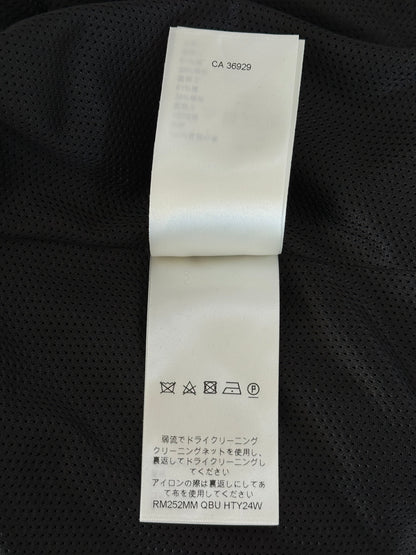 CA 36929
弱流でドライクリーニング
クリーニングネットを使用し、
裏返してドライクリーニングし
てください
アイロンの際は裏返しにしてあ
て布を使用してください
RM252MM QBU HTY24W